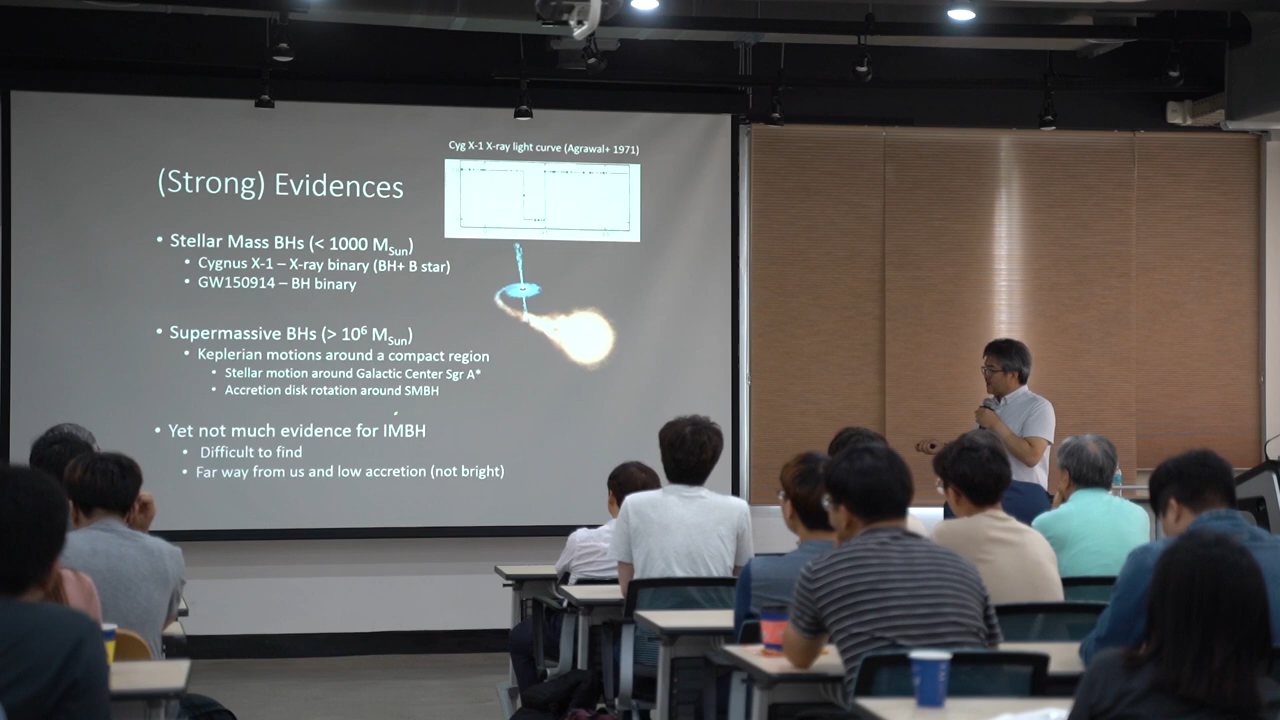 Cyg X-1 X-ray light curve (Agrawal+ 1971)
(Strong) Evidences
• Stellar Mass BHs (< 1000 MSun)
• Cygnus X-1 – X-ray binary (BH+ B star)
• GW150914 – BH binary
• Supermassive BHs (> 10⁶ MSun)
• Keplerian motions around a compact region
• Stellar motion around Galactic Center Sgr A*
• Accretion disk rotation around SMBH
• Yet not much evidence for IMBH
• Difficult to find
• Far way from us and low accretion (not bright)